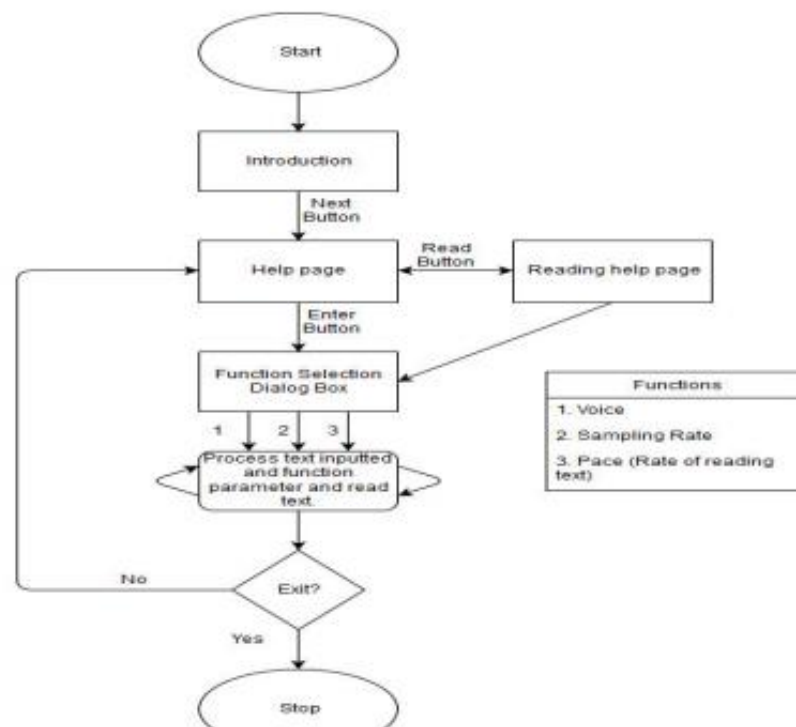 Start
Introduction
Next
Button
Help page
Read
Button
Reading help page
Enter
Button
Function Selection
Dialog Box
1
2
3
Process text inputted
and function
parameter and read
text.
Functions
1. Voice
2. Sampling Rate
3. Pace (Rate of reading
text)
Exit?
No
Yes
Stop